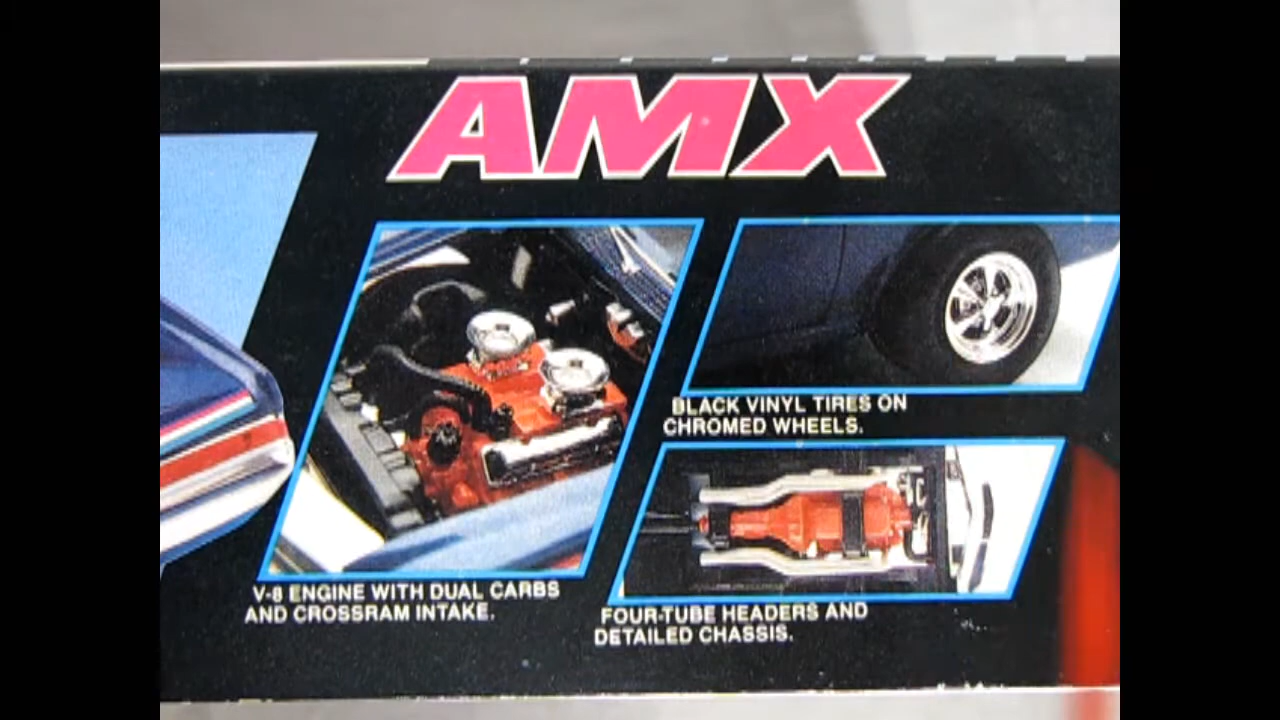 AMX
BLACK VINYL TIRES ON
CHROMED WHEELS.
V-8 ENGINE WITH DUAL CARBS
AND CROSSRAM INTAKE.
FOUR-TUBE HEADERS AND
DETAILED CHASSIS.